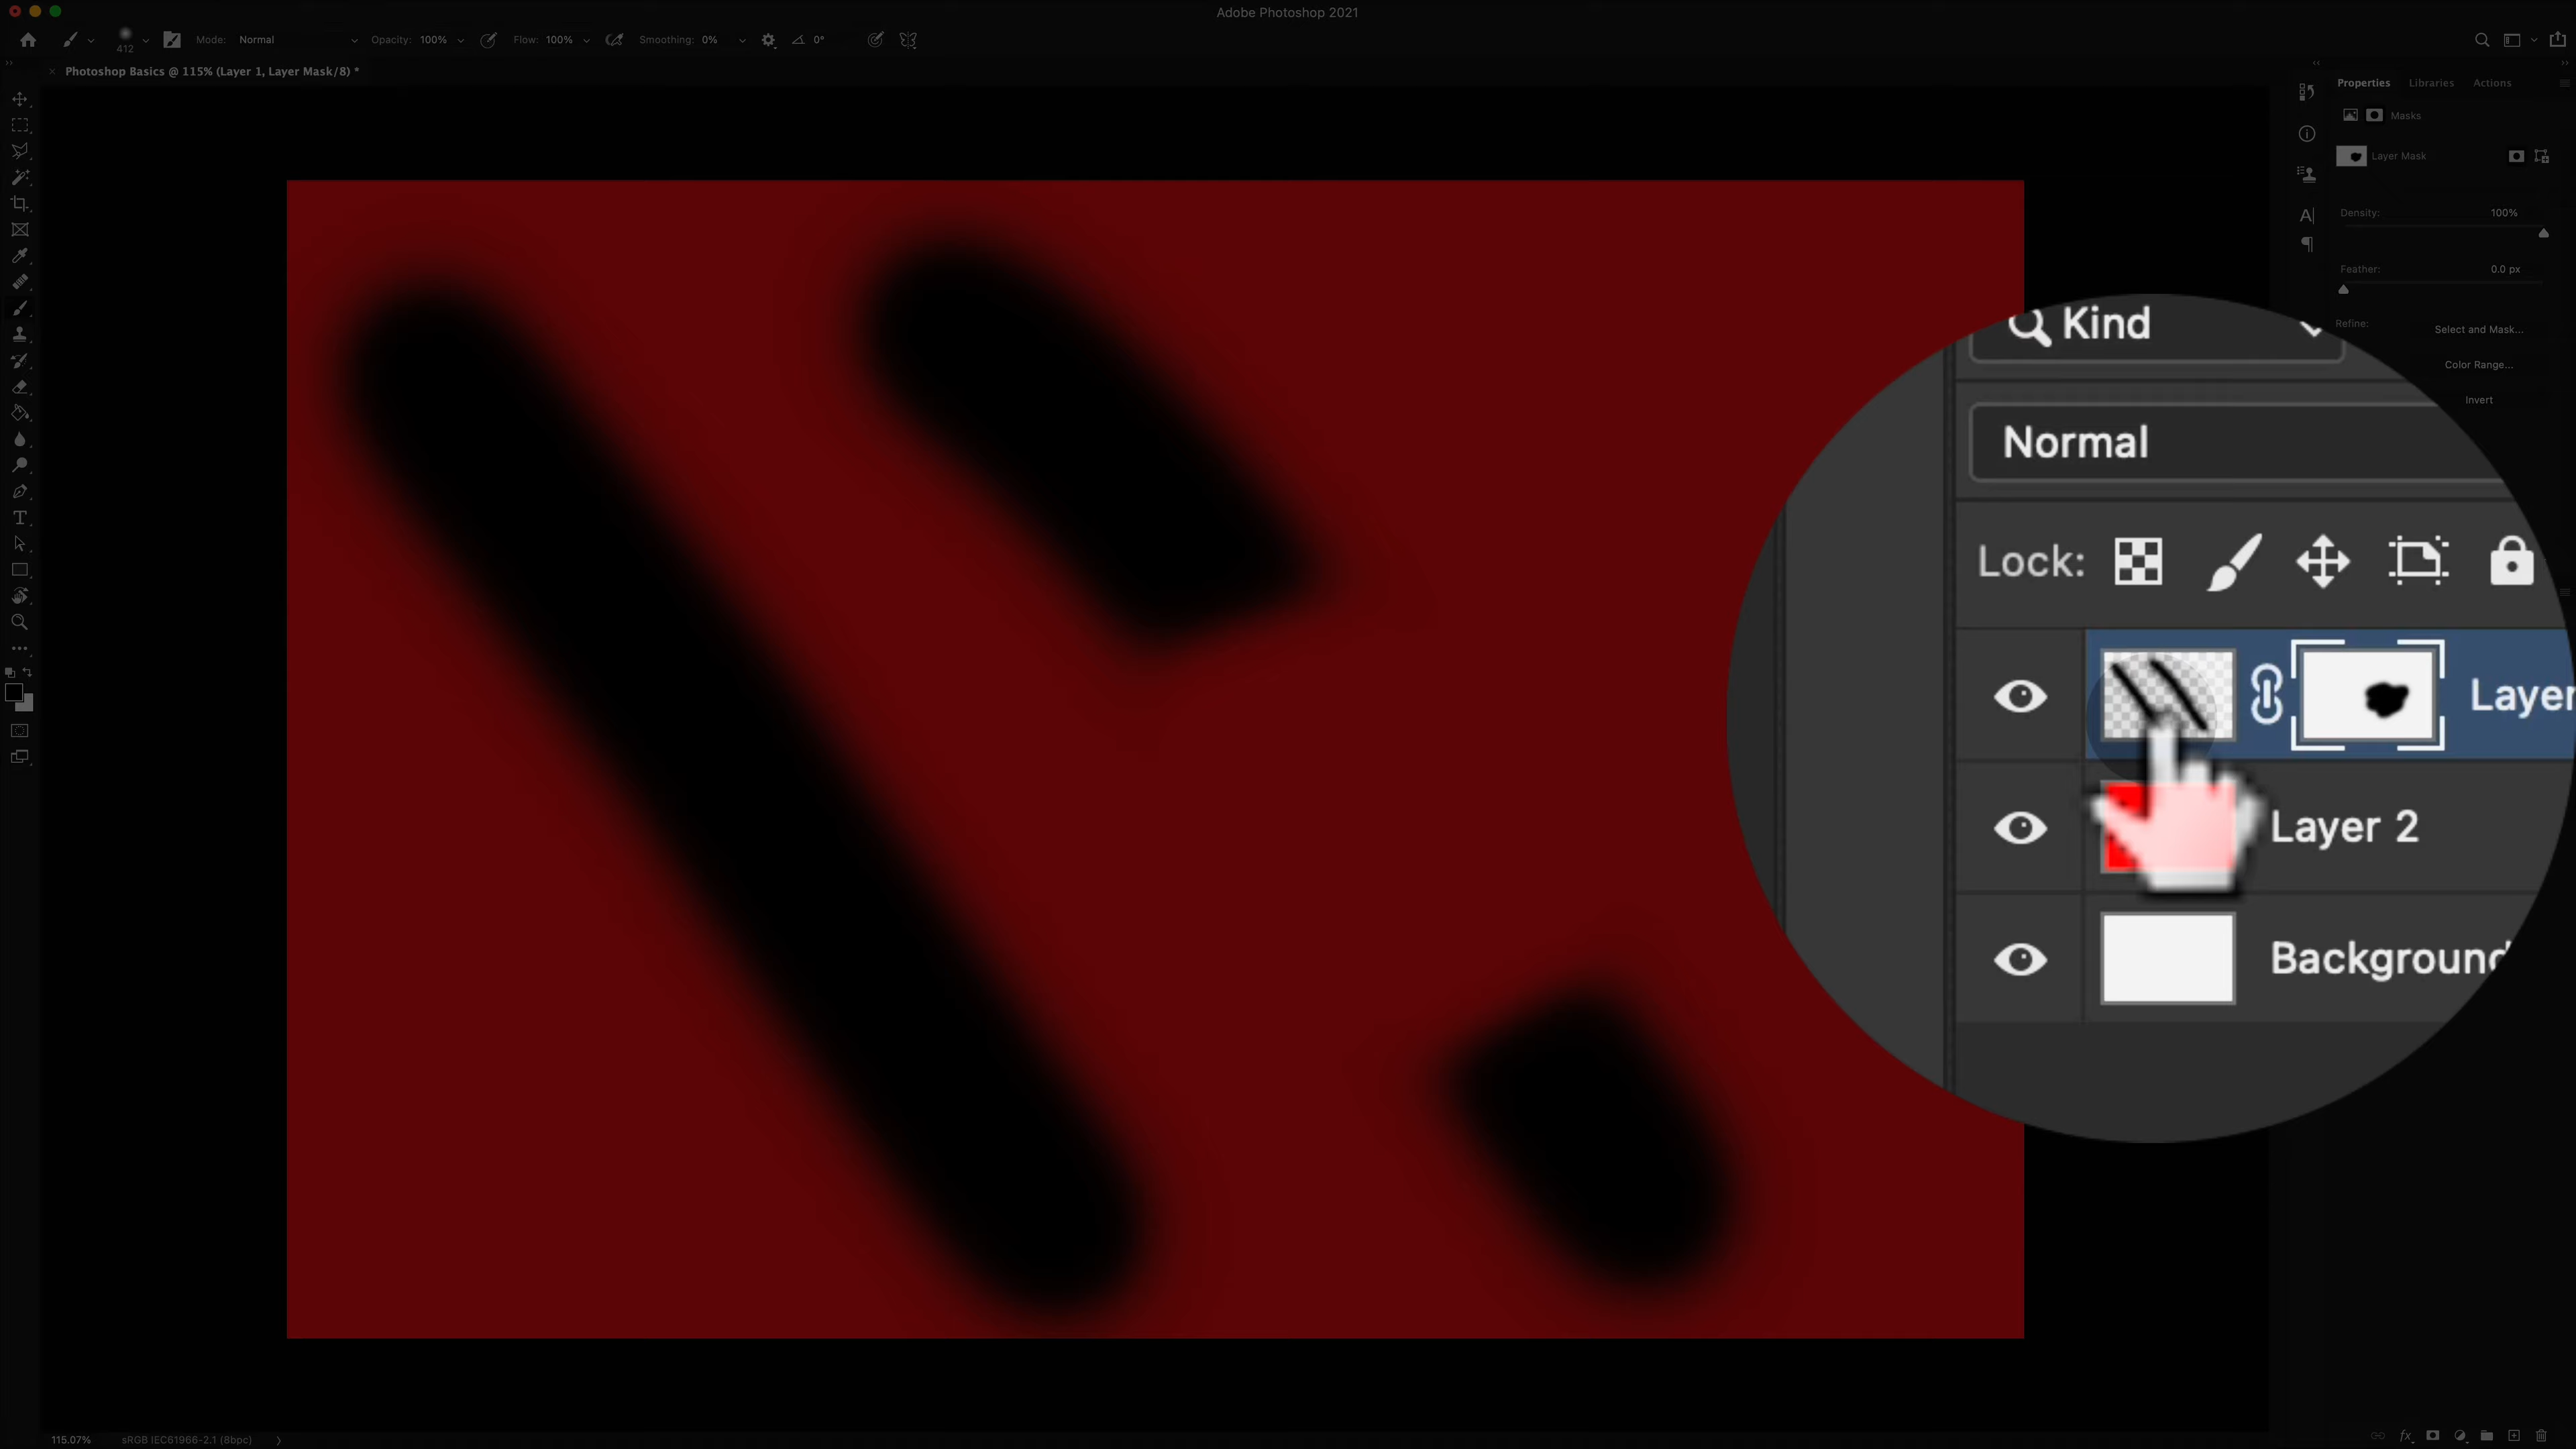 Adobe Photoshop 2021
412
Mode: Normal
Opacity: 100%
Flow: 100%
Smoothing: 0%
0°
Photoshop Basics @ 115% (Layer 1, Layer Mask/8) *
Properties Libraries Actions
Masks
Layer Mask
Density: 100%
Feather: 0.0 px
Refine:
Select and Mask...
Color Range...
Invert
Kind
Normal
Lock:
Layer
Layer 2
Background
115.07% sRGB IEC61966-2.1 (8bpc)